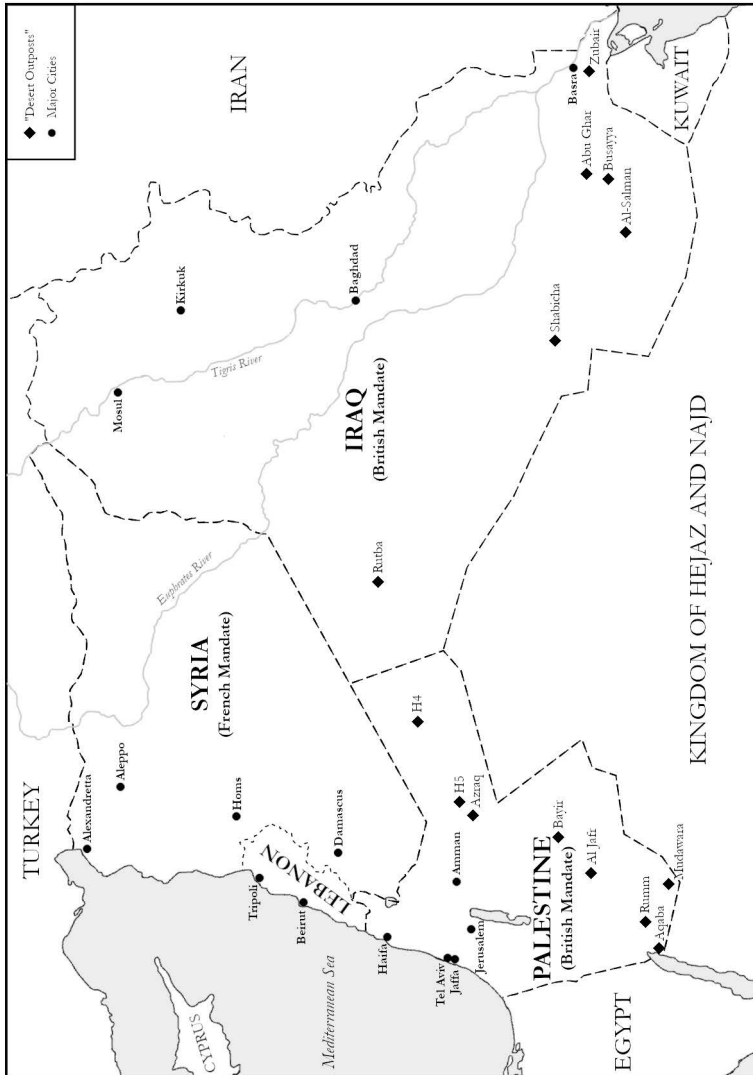 "Desert Outposts"
Major Cities
TURKEY
IRAN
CYPRUS
Mediterranean Sea
Alexandretta
Aleppo
Mosul
Kirkuk
Tigris River
Euphrates River
SYRIA
(French Mandate)
Homs
Tripoli
LEBANON
Beirut
Damascus
Baghdad
IRAQ
(British Mandate)
Rutba
Haifa
H4
Tel Aviv
Jaffa
Amman
H5
Jerusalem
Azraq
PALESTINE
(British Mandate)
Bayir
Al Jafr
Shabicha
Basra
Zubair
Abu Ghar
Busayya
Al-Salman
KUWAIT
EGYPT
Rumm
Aqaba
Mudawara
KINGDOM OF HEJAZ AND NAJD